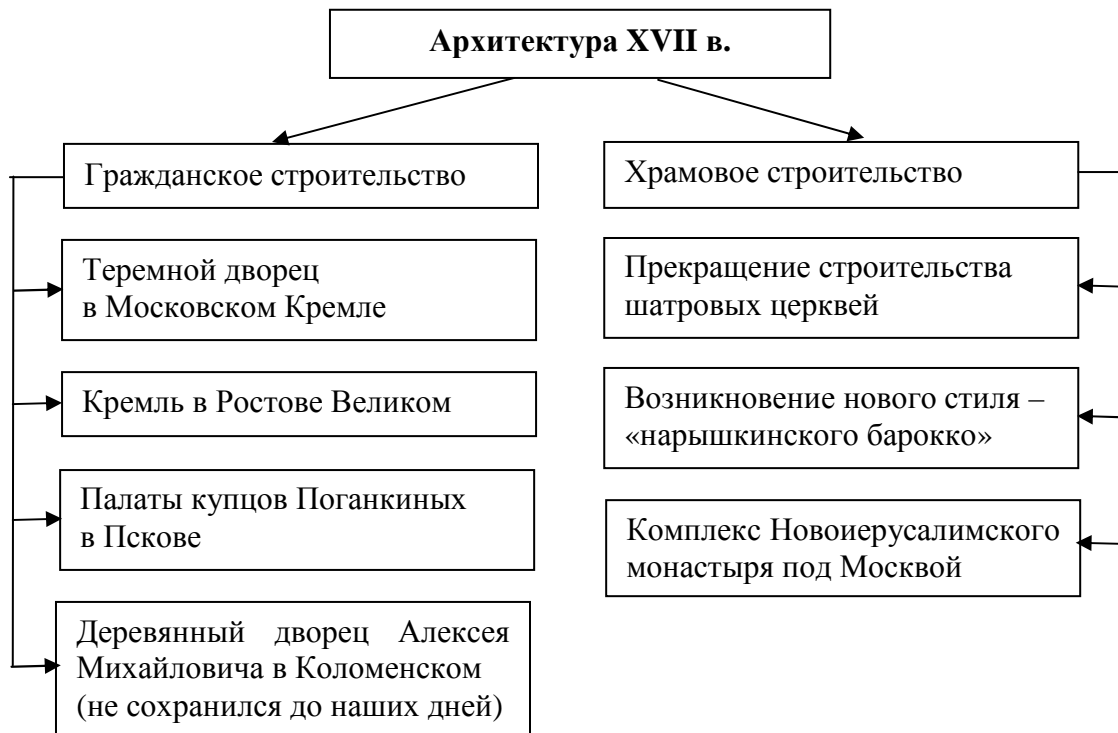 Архитектура XVII в.
Гражданское строительство
Теремной дворец
в Московском Кремле
Кремль в Ростове Великом
Палаты купцов Поганкиных
в Пскове
Деревянный дворец Алексея
Михайловича в Коломенском
(не сохранился до наших дней)
Храмовое строительство
Прекращение строительства
шатровых церквей
Возникновение нового стиля –
«нарышкинского барокко»
Комплекс Новоиерусалимского
монастыря под Москвой